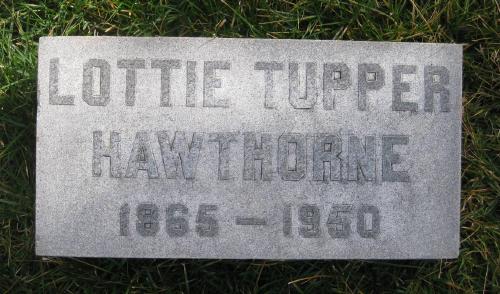 LOTTIE TUPPER
HAWTHORNE
1865 – 1950